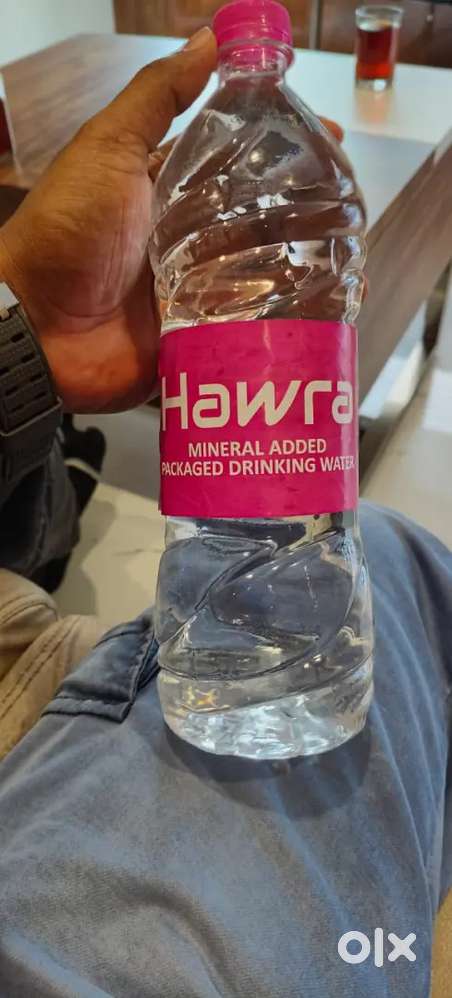 Hawra
MINERAL ADDED
PACKAGED DRINKING WATER
olx